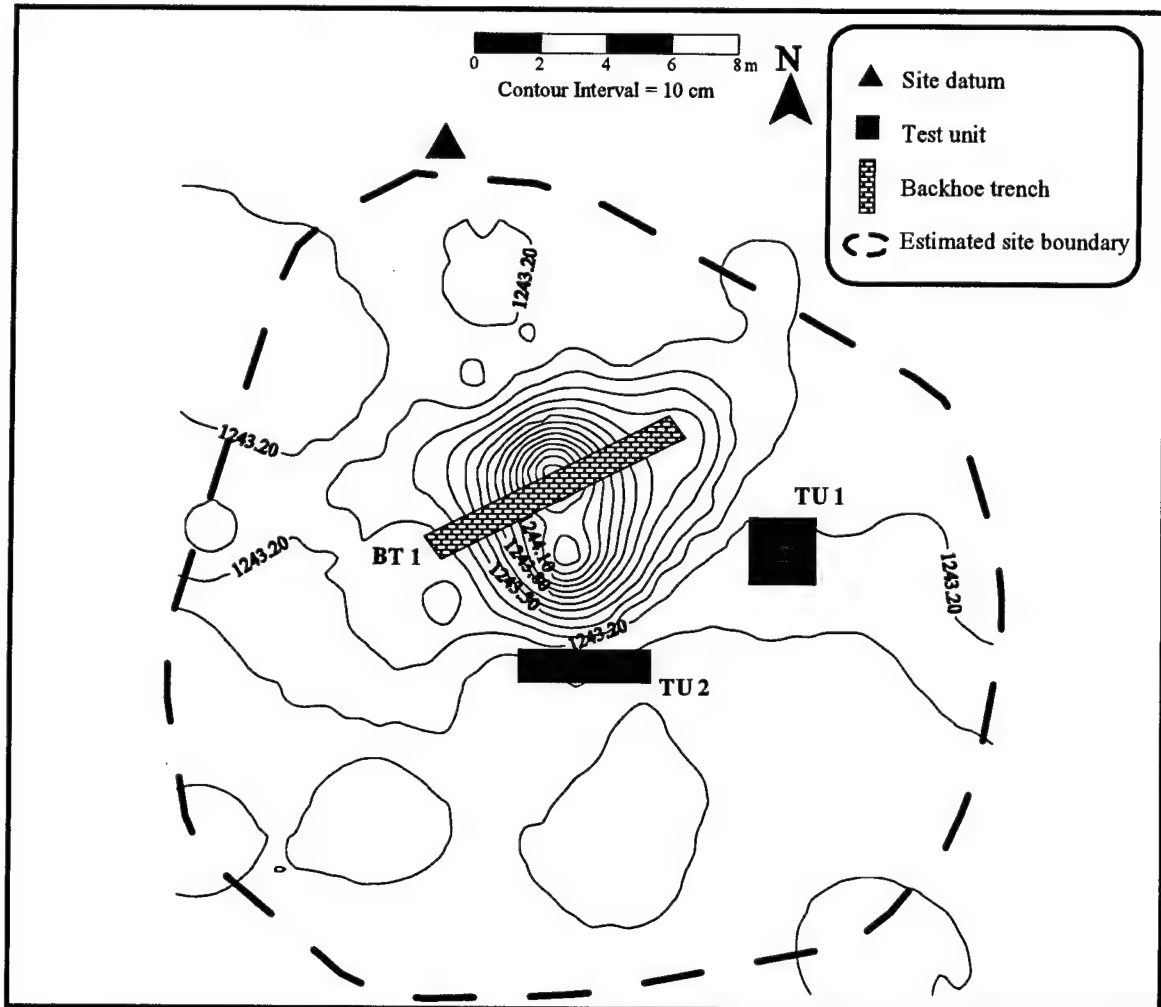 0 2 4 6 8 m
Contour Interval = 10 cm
N
Site datum
Test unit
Backhoe trench
Estimated site boundary
1243.20
1243.20
1243.20
1243.20
1243.20
BT 1
TU 1
TU 2
1243.50